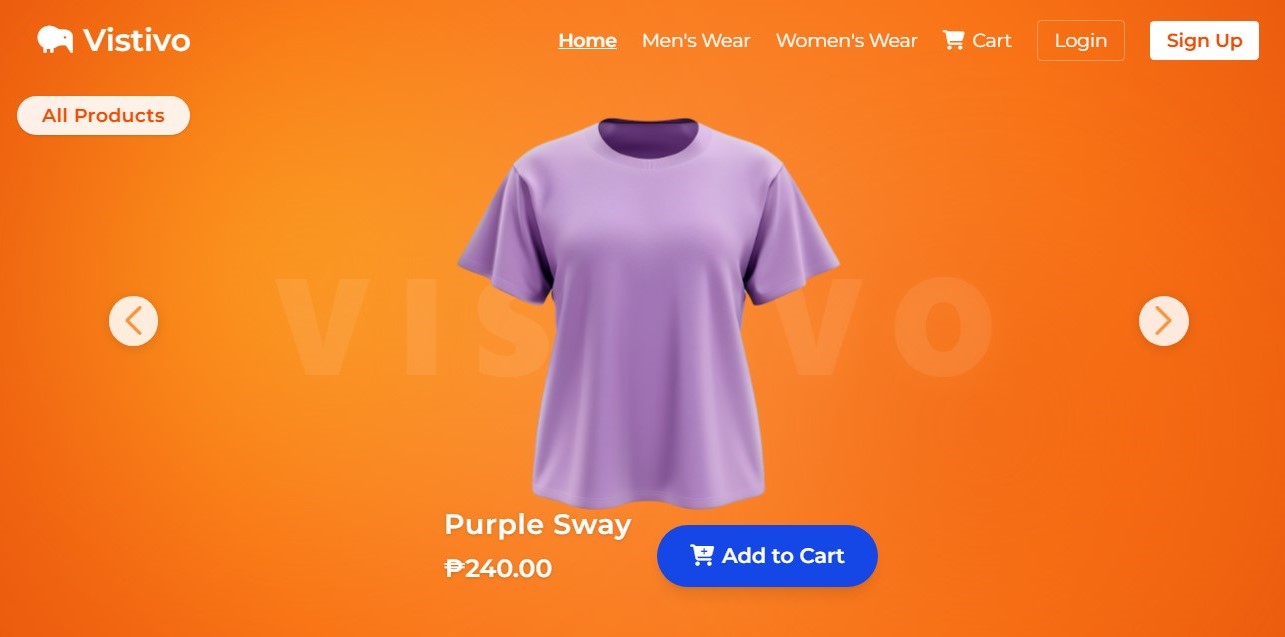 Vistivo
Home Men's Wear Women's Wear Cart Login Sign Up
All Products
VISTIVO
Purple Sway
₱240.00
Add to Cart